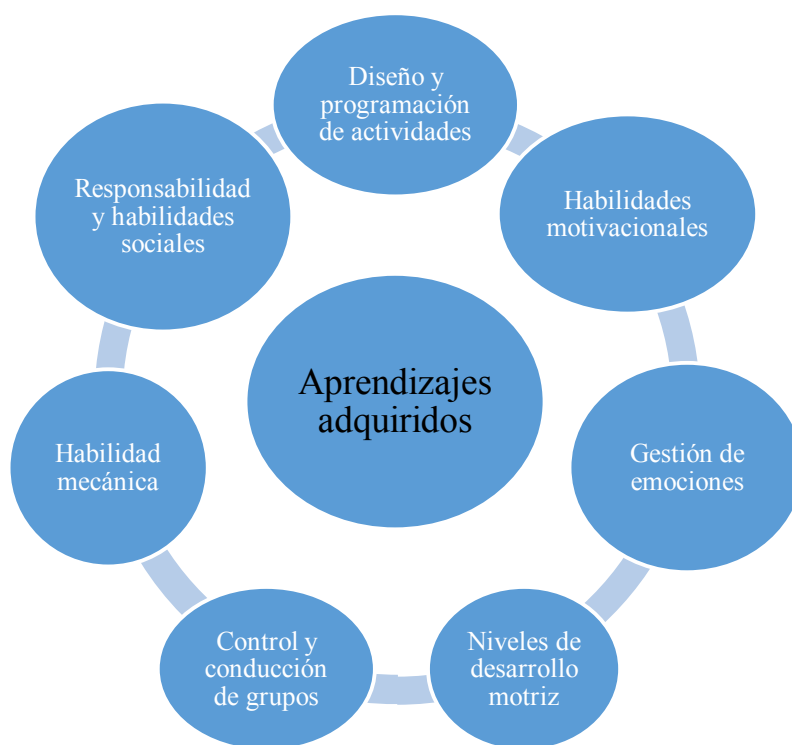 Diseño y
programación
de actividades
Habilidades
motivacionales
Gestión de
emociones
Niveles de
desarrollo
motriz
Control y
conducción
de grupos
Habilidad
mecánica
Responsabilidad
y habilidades
sociales
Aprendizajes
adquiridos